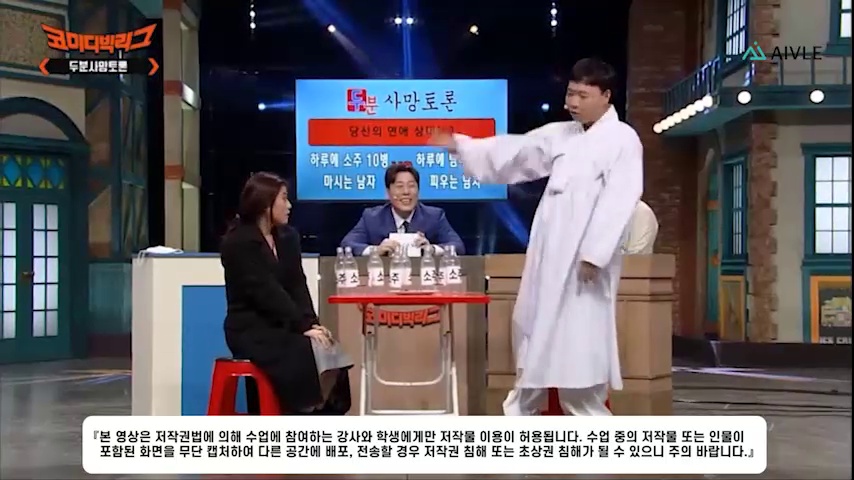 코미디빅리그
두분사망토론
AIVLE
두분 사망토론
당신의 연애 상대
하루에 소주 10병
마시는 남자
하루에
피우는 남자
주 소 소 주 소 소주
코미디빅리그
『본 영상은 저작권법에 의해 수업에 참여하는 강사와 학생에게만 저작물 이용이 허용됩니다. 수업 중의 저작물 또는 인물이
포함된 화면을 무단 캡처하여 다른 공간에 배포, 전송할 경우 저작권 침해 또는 초상권 침해가 될 수 있으니 주의 바랍니다.』